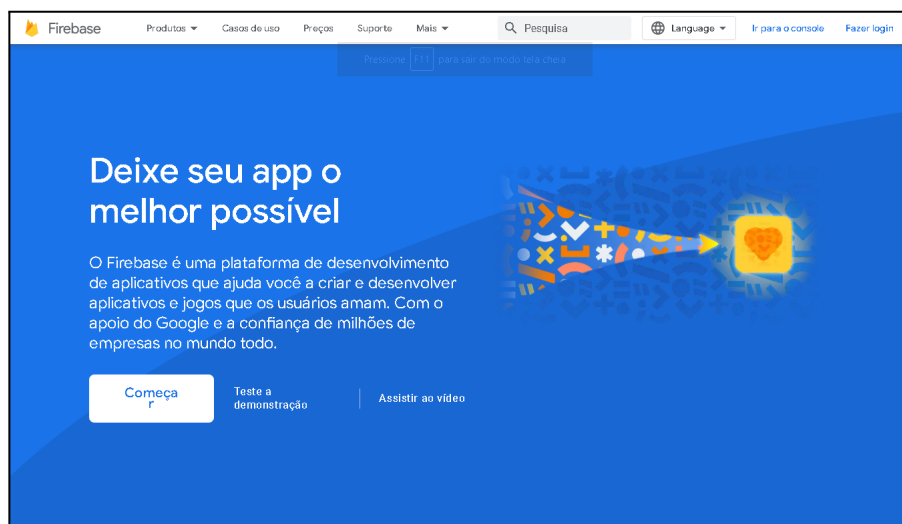 Firebase Produtos Casos de uso Preços Suporte Mais Pesquisa Language Ir para o console Fazer login
Pressione F11 para sair do modo tela cheia
Deixe seu app o
melhor possível
O Firebase é uma plataforma de desenvolvimento
de aplicativos que ajuda você a criar e desenvolver
aplicativos e jogos que os usuários amam. Com o
apoio do Google e a confiança de milhões de
empresas no mundo todo.
Começa
r
Teste a
demonstração
Assistir ao vídeo